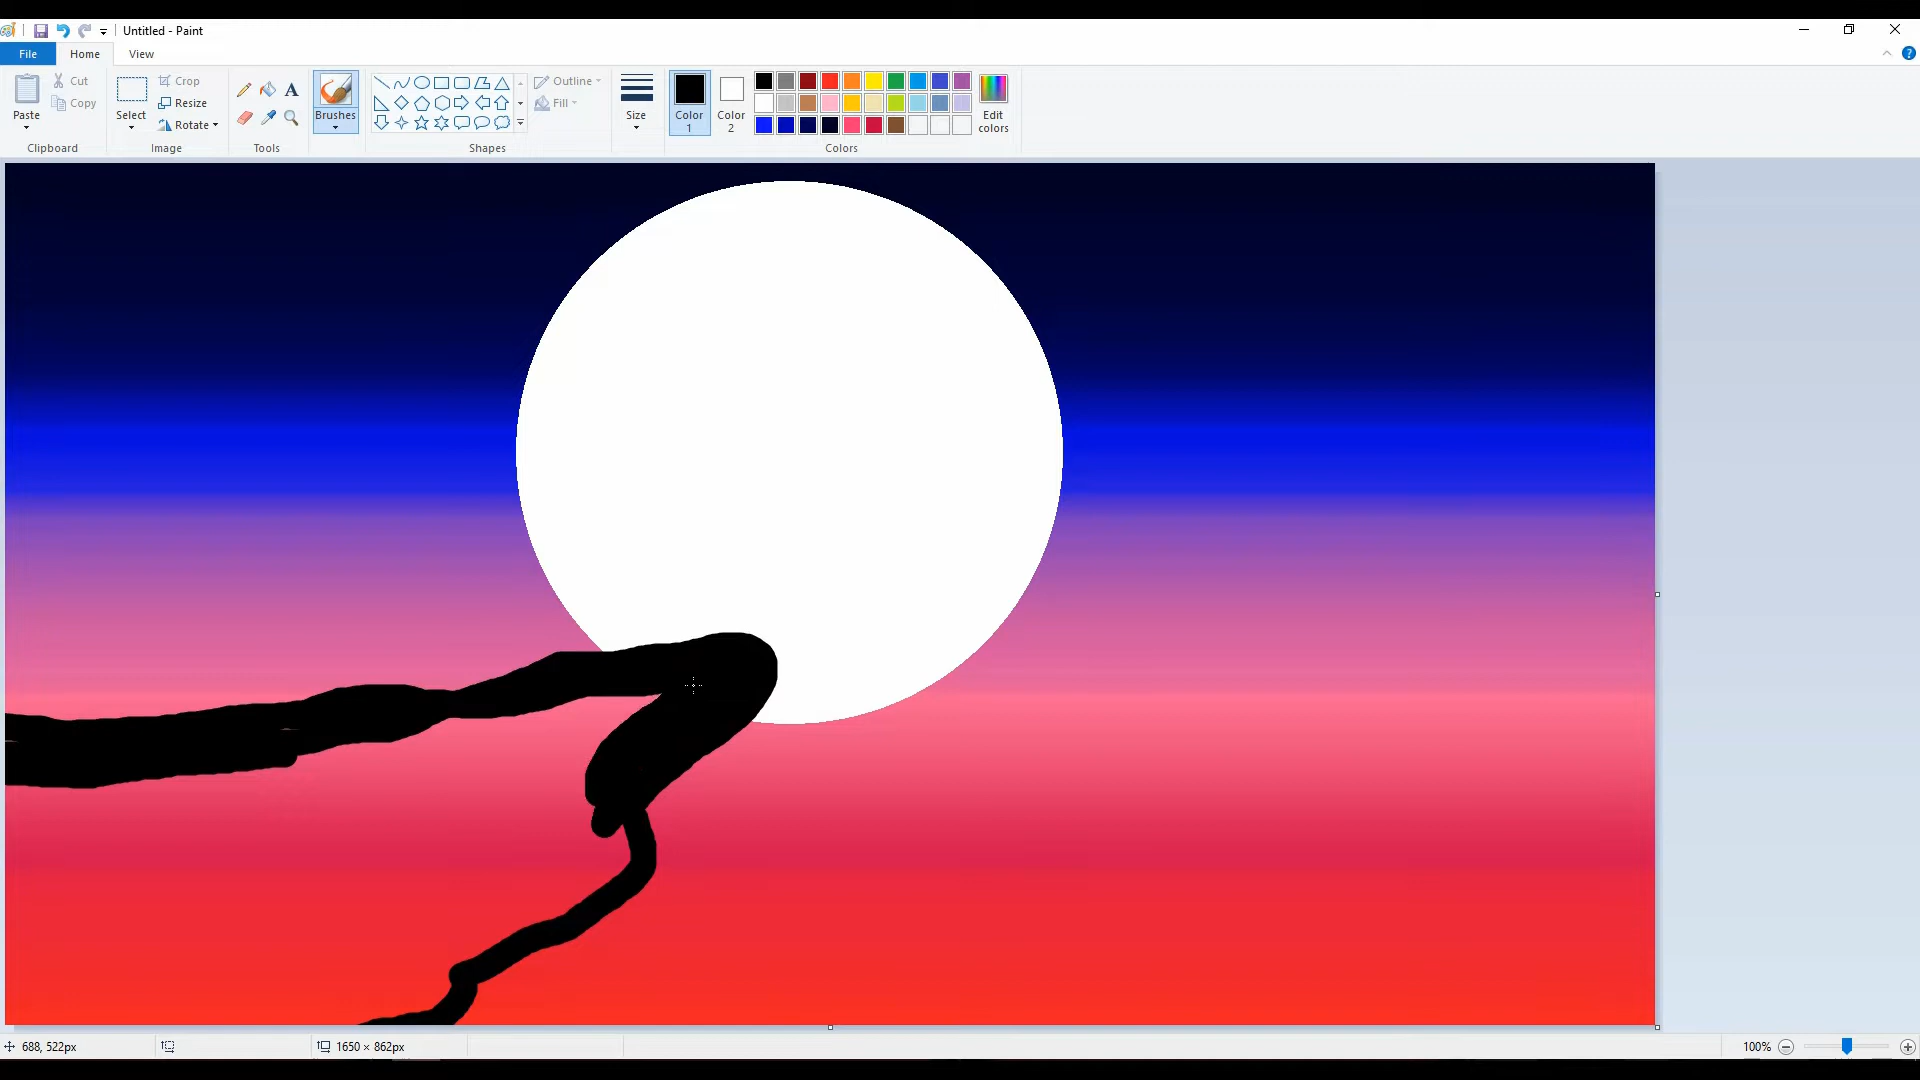 Untitled - Paint
File Home View
Paste
Cut
Copy
Clipboard
Select
Crop
Resize
Rotate
Image
A
Tools
Brushes
Shapes
Outline
Fill
Size
Color
1
Color
2
Edit
colors
Colors
688, 522px
1650 × 862px
100%